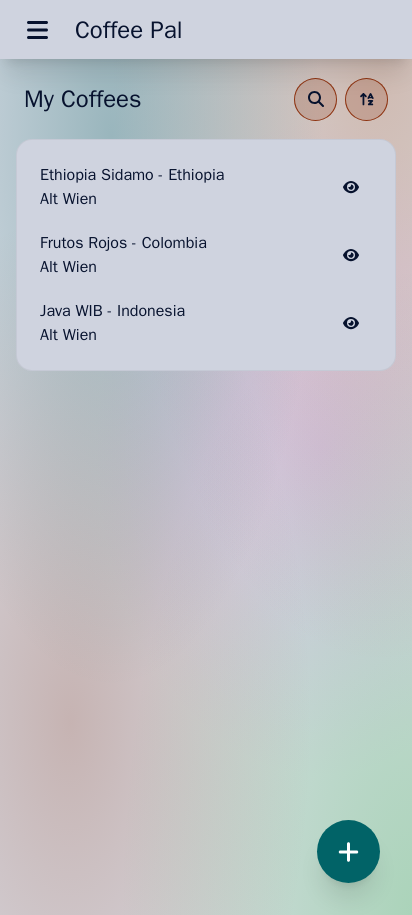 Coffee Pal
My Coffees
Ethiopia Sidamo - Ethiopia
Alt Wien
Frutos Rojos - Colombia
Alt Wien
Java WIB - Indonesia
Alt Wien